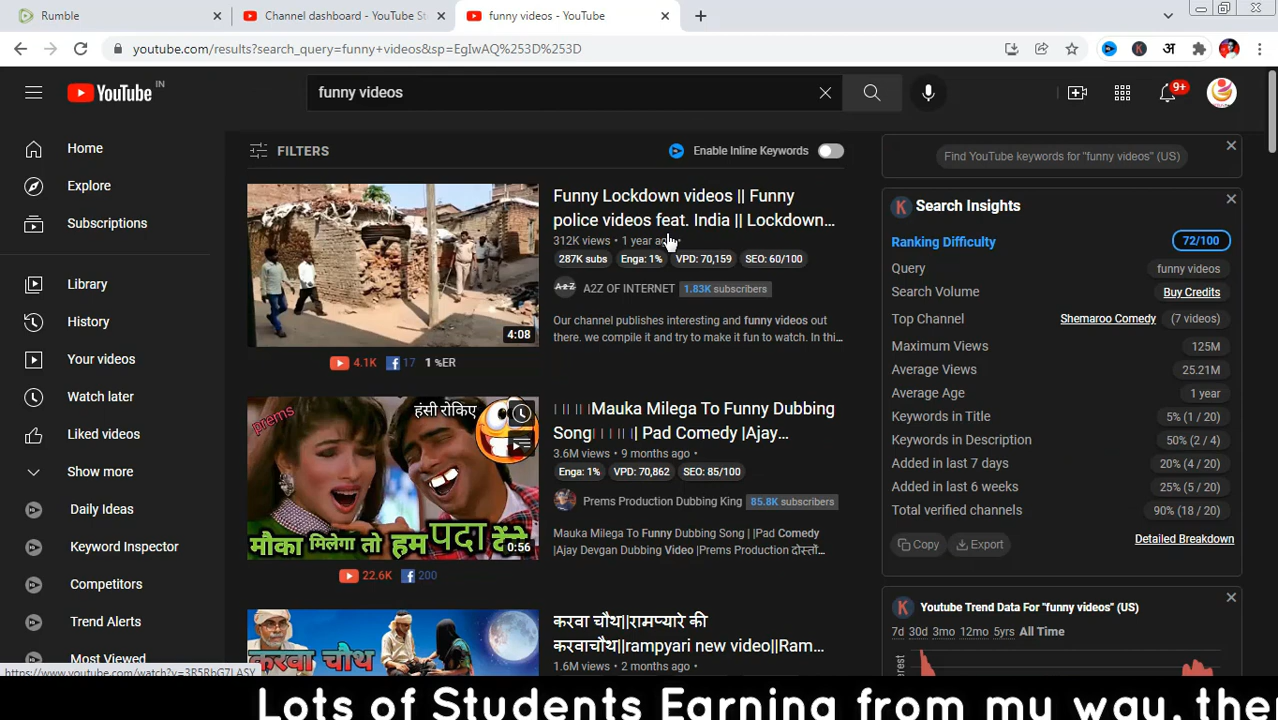 Rumble
Channel dashboard - YouTube St
funny videos - YouTube
youtube.com/results?search_query=funny+videos&sp=EgIwAQ%253D%253D
अ
YouTube IN
funny videos
9+
Home
Explore
Subscriptions
Library
History
Your videos
Watch later
Liked videos
Show more
Daily Ideas
Keyword Inspector
Competitors
Trend Alerts
Most Viewed
https://www.youtube.com/watch?v=3R5RbG7LASY
FILTERS
Enable Inline Keywords
Funny Lockdown videos || Funny
police videos feat. India || Lockdown...
312K views • 1 year ago
287K subs Enga: 1% VPD: 70,159 SEO: 60/100
A2Z OF INTERNET 1.83K subscribers
Our channel publishes interesting and funny videos out
there. we compile it and try to make it fun to watch. In thi...
4:08
4.1K 17 1 %ER
prems
हंसी रोकिए
मौका मिलेगा तो हम पदा देंगे
0:56
Mauka Milega To Funny Dubbing
Song | Pad Comedy |Ajay...
3.6M views • 9 months ago
Enga: 1% VPD: 70,862 SEO: 85/100
Prems Production Dubbing King 85.8K subscribers
Mauka Milega To Funny Dubbing Song | |Pad Comedy
|Ajay Devgan Dubbing Video |Prems Production दोस्तों...
22.6K 200
करवा चौथ
करवा चौथ||रामप्यारे की
करवाचौथ||rampyari new video||Ram...
1.6M views • 2 months ago
Find YouTube keywords for "funny videos" (US)
Search Insights
Ranking Difficulty 72/100
Query funny videos
Search Volume Buy Credits
Top Channel Shemaroo Comedy (7 videos)
Maximum Views 125M
Average Views 25.21M
Average Age 1 year
Keywords in Title 5% (1 / 20)
Keywords in Description 50% (2 / 4)
Added in last 7 days 20% (4 / 20)
Added in last 6 weeks 25% (5 / 20)
Total verified channels 90% (18 / 20)
Copy Export Detailed Breakdown
Youtube Trend Data For "funny videos" (US)
7d 30d 3mo 12mo 5yrs All Time
Lots of Students Earning from my way, the